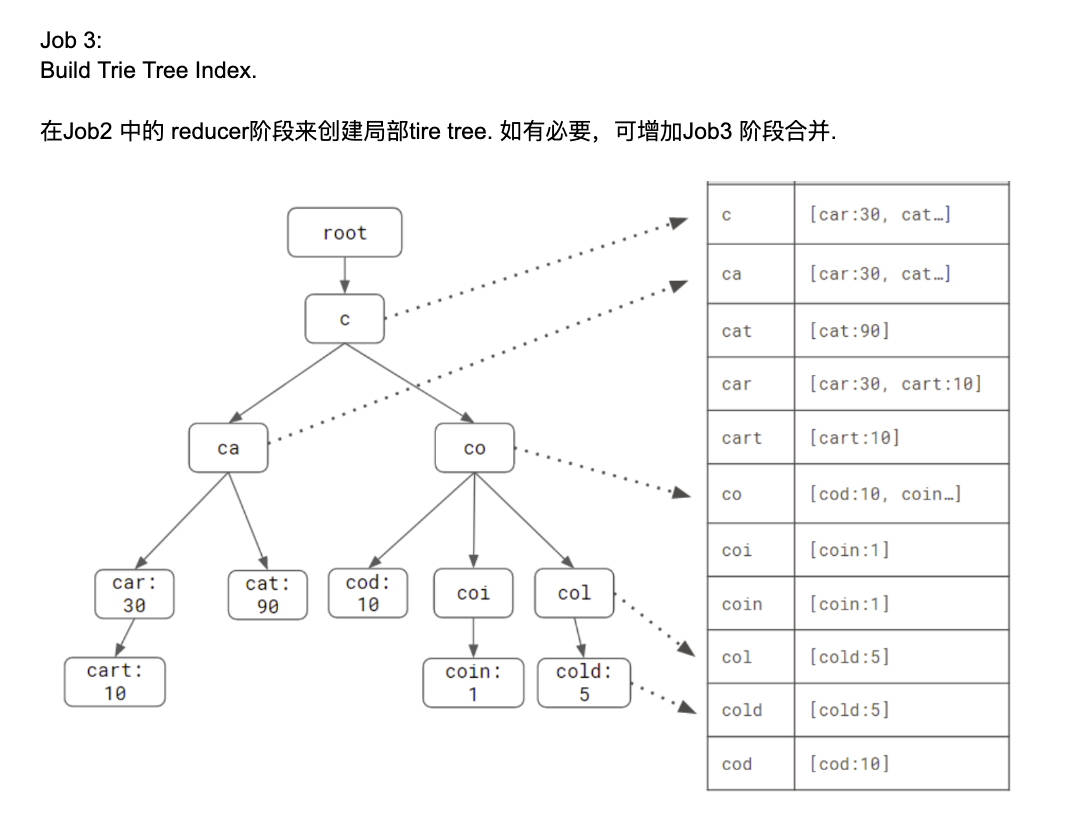 Job 3:
Build Trie Tree Index.
在Job2 中的 reducer阶段来创建局部tire tree. 如有必要，可增加Job3 阶段合并.
root
c
ca
co
car:
30
cat:
90
cod:
10
coi
col
cart:
10
coin:
1
cold:
5
c [car:30, cat…]
ca [car:30, cat…]
cat [cat:90]
car [car:30, cart:10]
cart [cart:10]
co [cod:10, coin…]
coi [coin:1]
coin [coin:1]
col [cold:5]
cold [cold:5]
cod [cod:10]